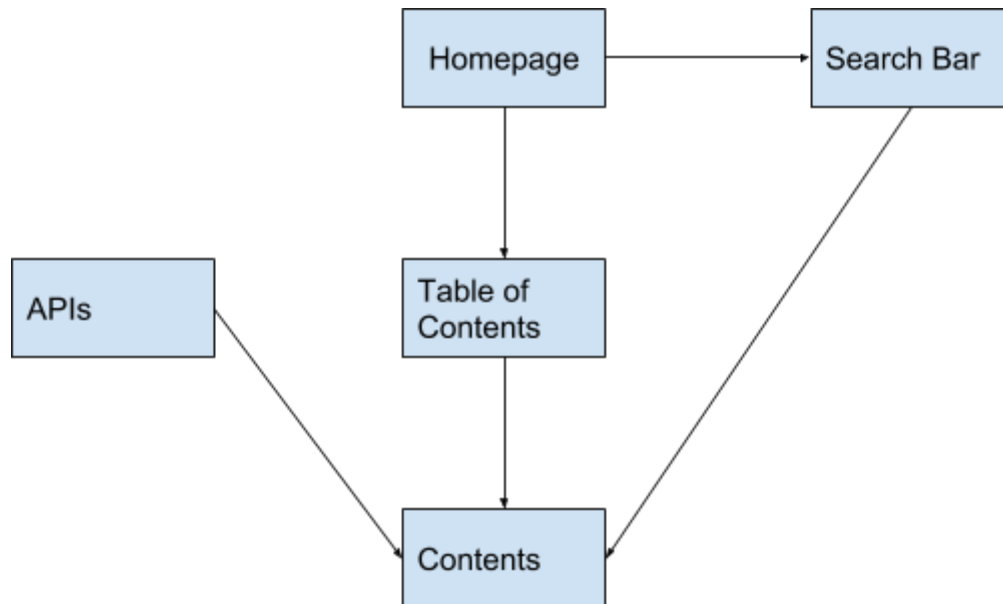 Homepage
Search Bar
APIs
Table of
Contents
Contents